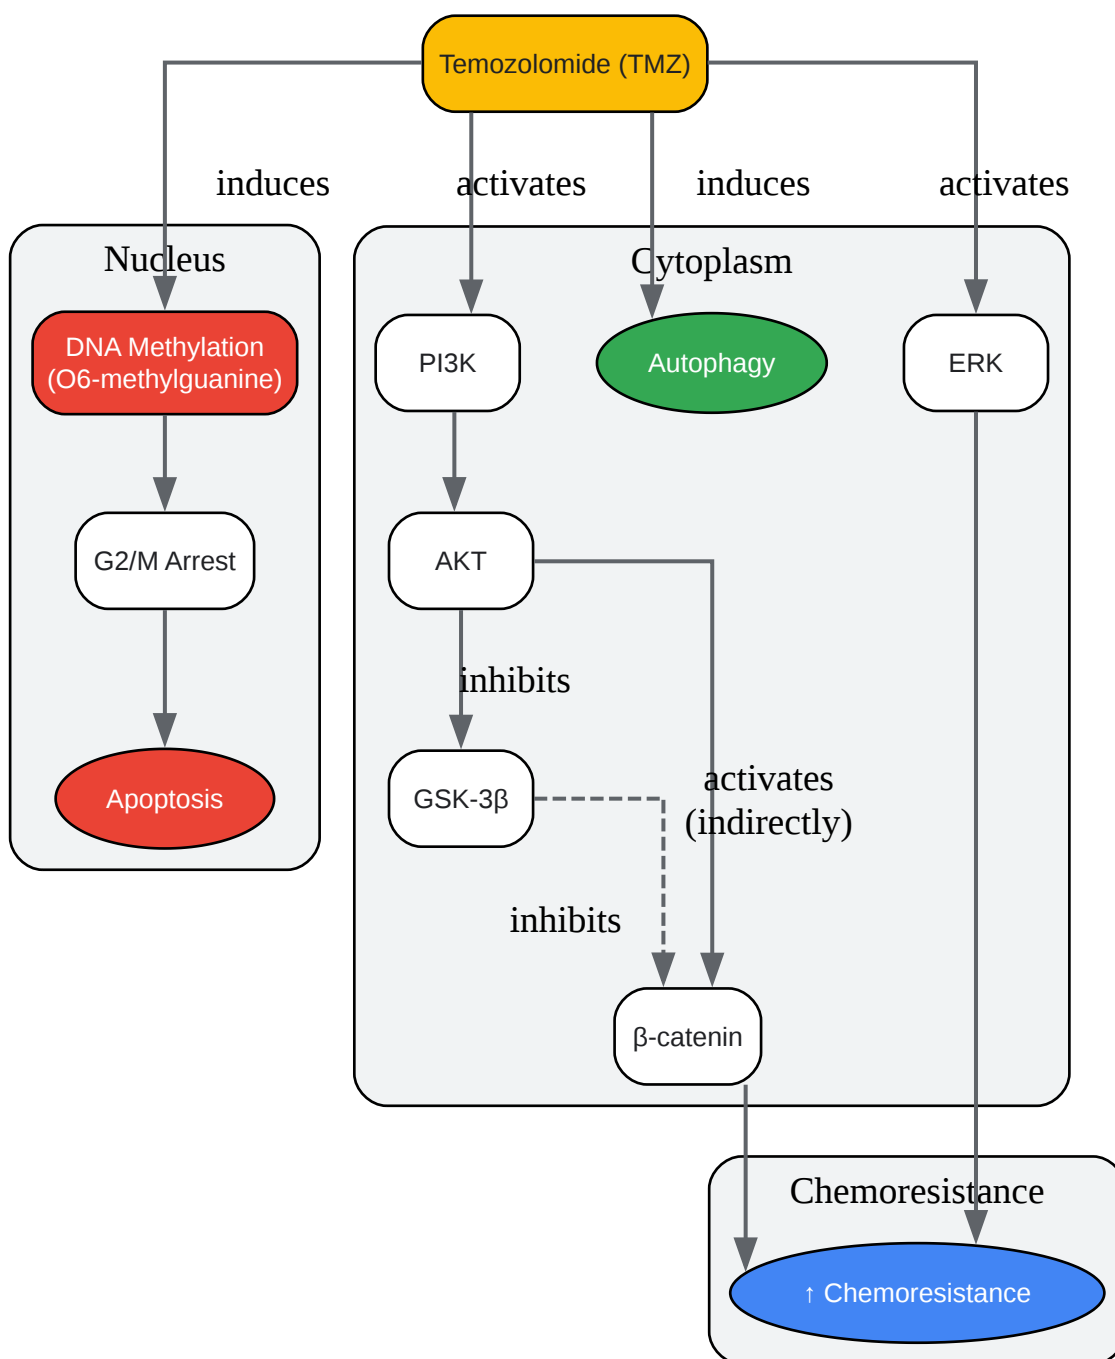 Temozolomide (TMZ)
induces
activates
induces
activates
Nucleus
Cytoplasm
DNA Methylation
(O6-methylguanine)
PI3K
Autophagy
ERK
G2/M Arrest
AKT
inhibits
Apoptosis
GSK-3β
activates
(indirectly)
inhibits
β-catenin
Chemoresistance
↑ Chemoresistance